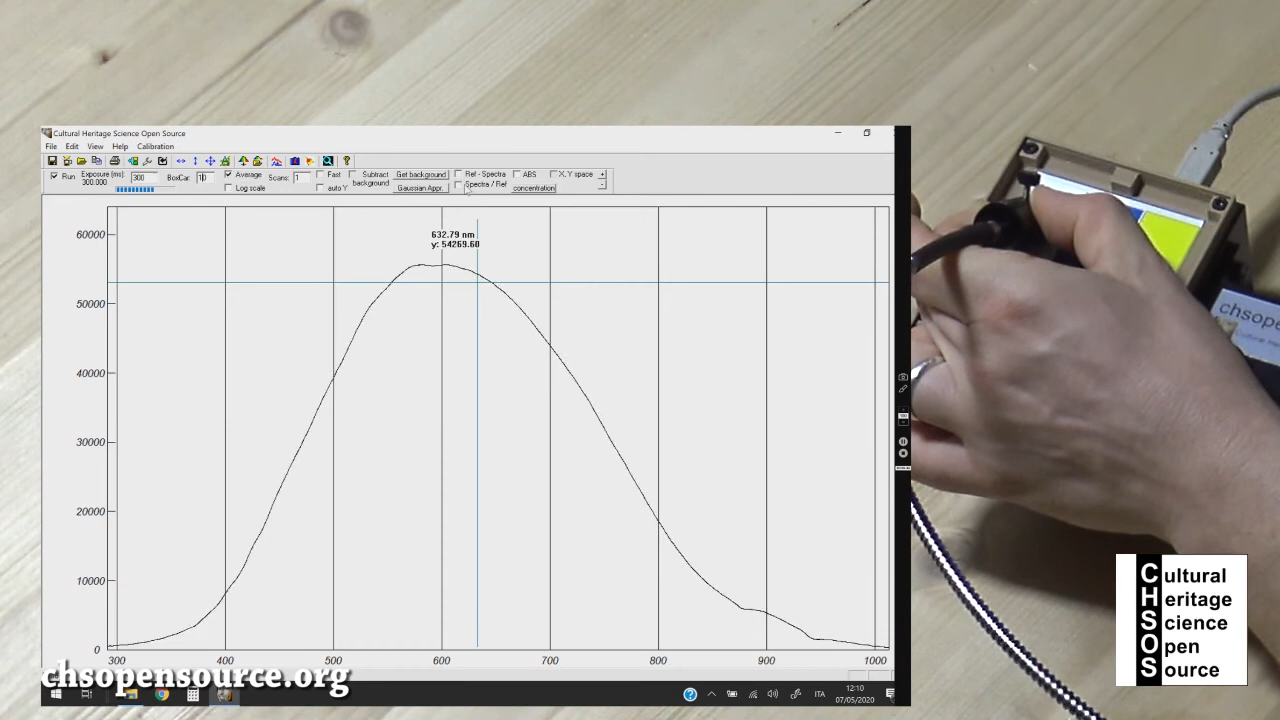 Cultural Heritage Science Open Source
File Edit View Help Calibration
Run Exposure (ms): 300.000 300 BoxCar: 10 Average Log scale Scans: 1 Fast auto Y Subtract background Get background Gaussian Appr. Ref - Spectra Spectra / Ref ABS concentration X, Y space
632.79 nm
y: 54269.60
60000
50000
40000
30000
20000
10000
0
300 400 500 600 700 800 900 1000
chsopensource.org
ITA
12:10
07/05/2020
chsope
Cultural He
Cultural
Heritage
Science
Open
Source